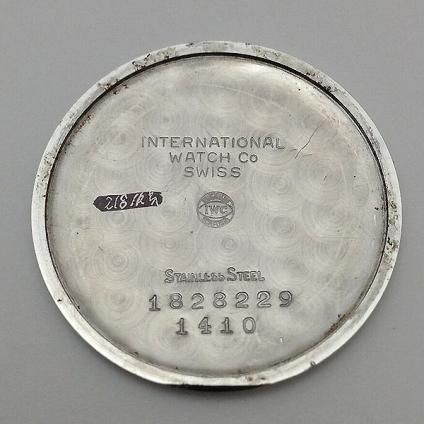 INTERNATIONAL
WATCH Co
SWISS
IWC
STAINLESS STEEL
1828229
1410